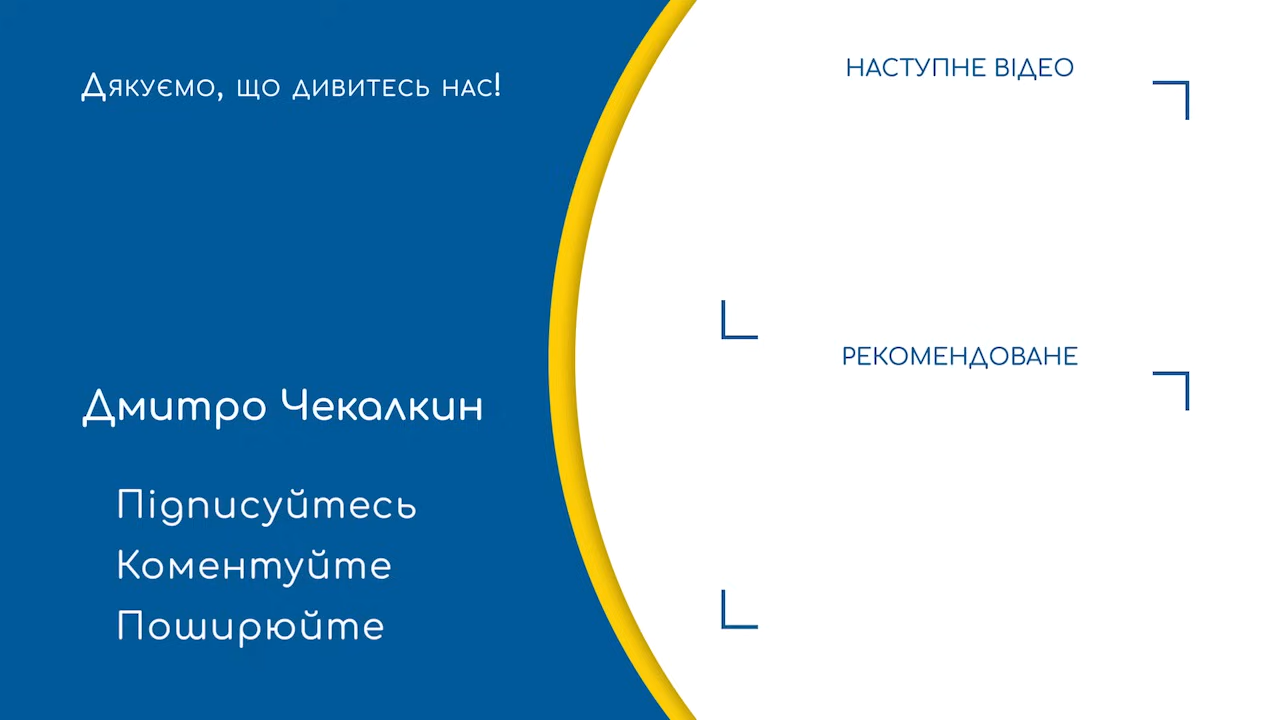 Дякуємо, що дивитесь нас!
Дмитро Чекалкин
Підписуйтесь
Коментуйте
Поширюйте
НАСТУПНЕ ВІДЕО
РЕКОМЕНДОВАНЕ